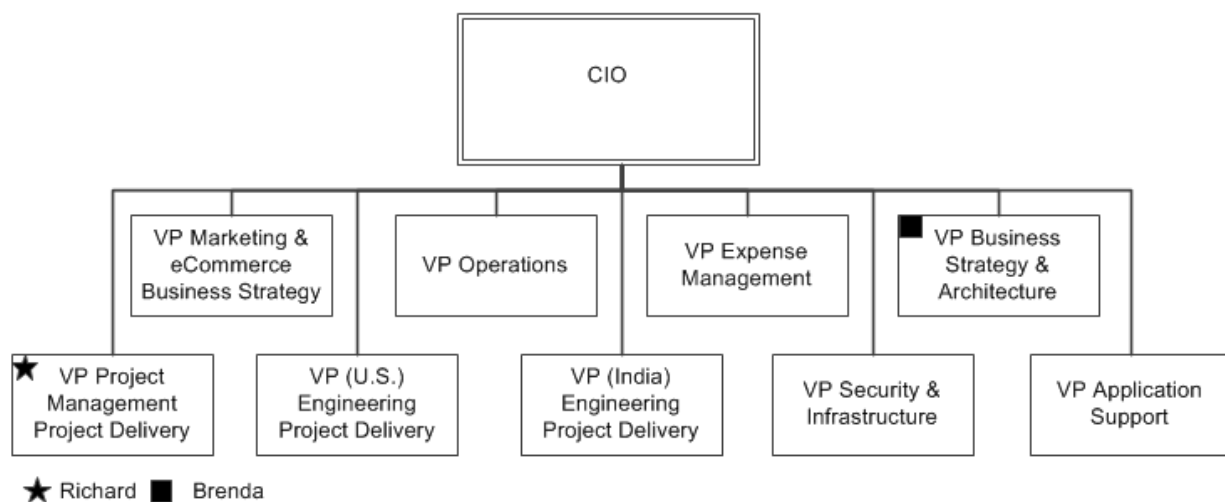 CIO
VP Marketing &
eCommerce
Business Strategy
VP Operations
VP Expense
Management
VP Business
Strategy &
Architecture
VP Project
Management
Project Delivery
VP (U.S.)
Engineering
Project Delivery
VP (India)
Engineering
Project Delivery
VP Security &
Infrastructure
VP Application
Support
Richard
Brenda